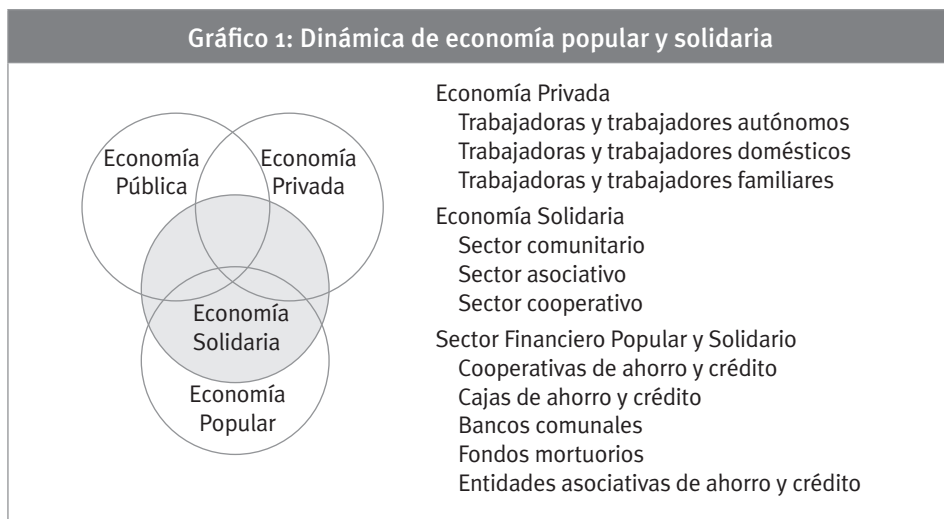 Gráfico 1: Dinámica de economía popular y solidaria
Economía
Pública
Economía
Privada
Economía
Solidaria
Economía
Popular
Economía Privada
Trabajadoras y trabajadores autónomos
Trabajadoras y trabajadores domésticos
Trabajadoras y trabajadores familiares
Economía Solidaria
Sector comunitario
Sector asociativo
Sector cooperativo
Sector Financiero Popular y Solidario
Cooperativas de ahorro y crédito
Cajas de ahorro y crédito
Bancos comunales
Fondos mortuorios
Entidades asociativas de ahorro y crédito